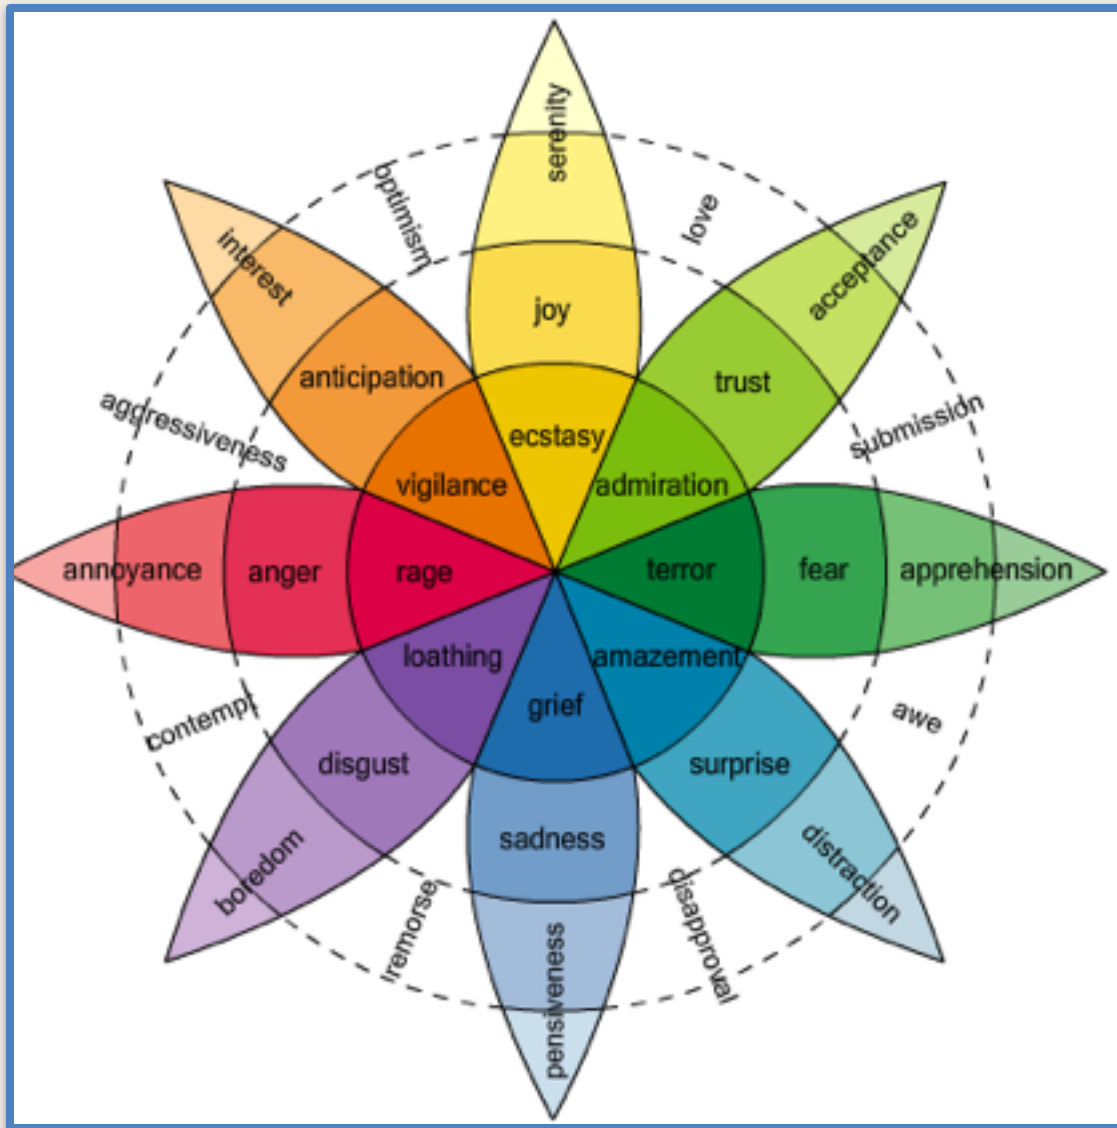 serenity
optimism
love
interest
acceptance
joy
anticipation
trust
aggressiveness
submission
ecstasy
vigilance
admiration
annoyance
anger
rage
terror
fear
apprehension
loathing
amazement
grief
contempt
awe
disgust
surprise
sadness
boredom
distraction
remorse
disapproval
pensiveness